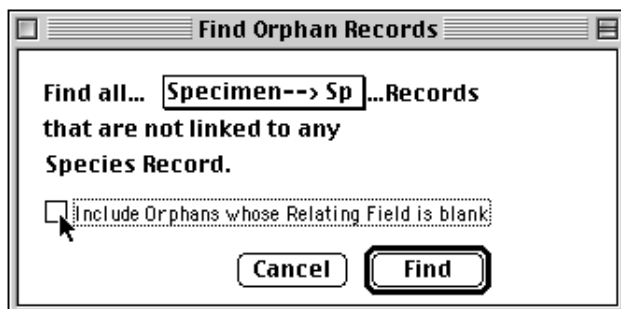 Find Orphan Records
Find all... Specimen--> Sp ...Records
that are not linked to any
Species Record.
Include Orphans whose Relating Field is blank
Cancel Find